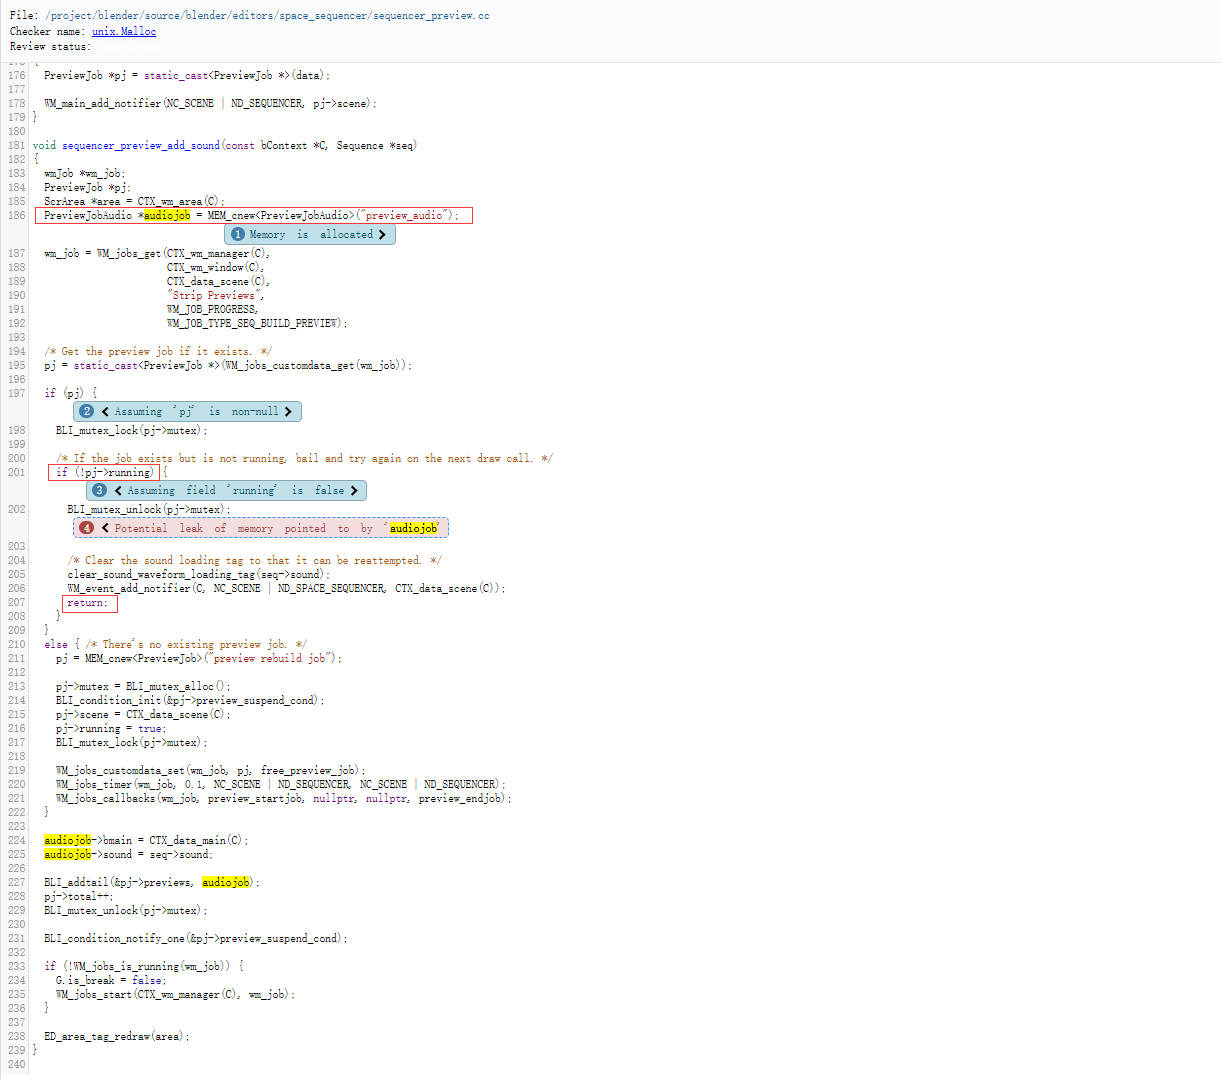 File: /project/blender/source/blender/editors/space_sequencer/sequencer_preview.cc
Checker name: unix.Malloc
Review status:
176 PreviewJob *pj = static_cast<PreviewJob *>(data);
177
178 WM_main_add_notifier(NC_SCENE | ND_SEQUENCER, pj->scene);
179 }
180
181 void sequencer_preview_add_sound(const bContext *C, Sequence *seq)
182 {
183 wmJob *wm_job;
184 PreviewJob *pj;
185 ScrArea *area = CTX_wm_area(C);
186 PreviewJobAudio *audiojob = MEM_cnew<PreviewJobAudio>("preview_audio");
1 Memory is allocated
187 wm_job = WM_jobs_get(CTX_wm_manager(C),
188 CTX_wm_window(C),
189 CTX_data_scene(C),
190 "Strip Previews",
191 WM_JOB_PROGRESS,
192 WM_JOB_TYPE_SEQ_BUILD_PREVIEW);
193
194 /* Get the preview job if it exists. */
195 pj = static_cast<PreviewJob *>(WM_jobs_customdata_get(wm_job));
196
197 if (pj) {
2 Assuming 'pj' is non-null
198 BLI_mutex_lock(pj->mutex);
199
200 /* If the job exists but is not running, bail and try again on the next draw call. */
201 if (!pj->running) {
3 Assuming field 'running' is false
202 BLI_mutex_unlock(pj->mutex);
4 Potential leak of memory pointed to by 'audiojob'
203
204 /* Clear the sound loading tag to that it can be reattempted. */
205 clear_sound_waveform_loading_tag(seq->sound);
206 WM_event_add_notifier(C, NC_SCENE | ND_SPACE_SEQUENCER, CTX_data_scene(C));
207 return;
208 }
209 }
210 else { /* There's no existing preview job. */
211 pj = MEM_cnew<PreviewJob>("preview rebuild job");
212
213 pj->mutex = BLI_mutex_alloc();
214 BLI_condition_init(&pj->preview_suspend_cond);
215 pj->scene = CTX_data_scene(C);
216 pj->running = true;
217 BLI_mutex_lock(pj->mutex);
218
219 WM_jobs_customdata_set(wm_job, pj, free_preview_job);
220 WM_jobs_timer(wm_job, 0.1, NC_SCENE | ND_SEQUENCER, NC_SCENE | ND_SEQUENCER);
221 WM_jobs_callbacks(wm_job, preview_startjob, nullptr, nullptr, preview_endjob);
222 }
223
224 audiojob->bmain = CTX_data_main(C);
225 audiojob->sound = seq->sound;
226
227 BLI_addtail(&pj->previews, audiojob);
228 pj->total++;
229 BLI_mutex_unlock(pj->mutex);
230
231 BLI_condition_notify_one(&pj->preview_suspend_cond);
232
233 if (!WM_jobs_is_running(wm_job)) {
234 G.is_break = false;
235 WM_jobs_start(CTX_wm_manager(C), wm_job);
236 }
237
238 ED_area_tag_redraw(area);
239 }
240